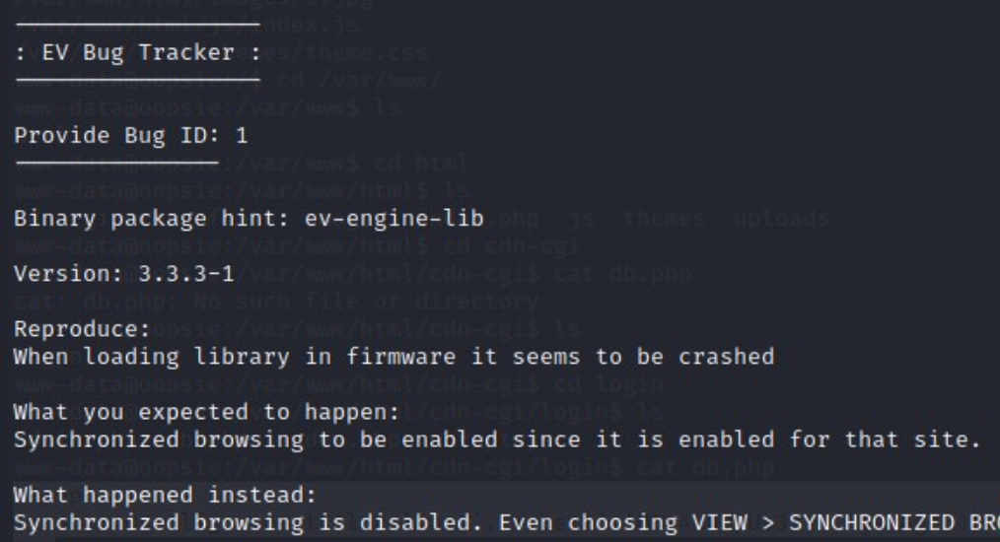 : EV Bug Tracker :
Provide Bug ID: 1
Binary package hint: ev-engine-lib
Version: 3.3.3-1
Reproduce:
When loading library in firmware it seems to be crashed
What you expected to happen:
Synchronized browsing to be enabled since it is enabled for that site.
What happened instead:
Synchronized browsing is disabled. Even choosing VIEW > SYNCHRONIZED